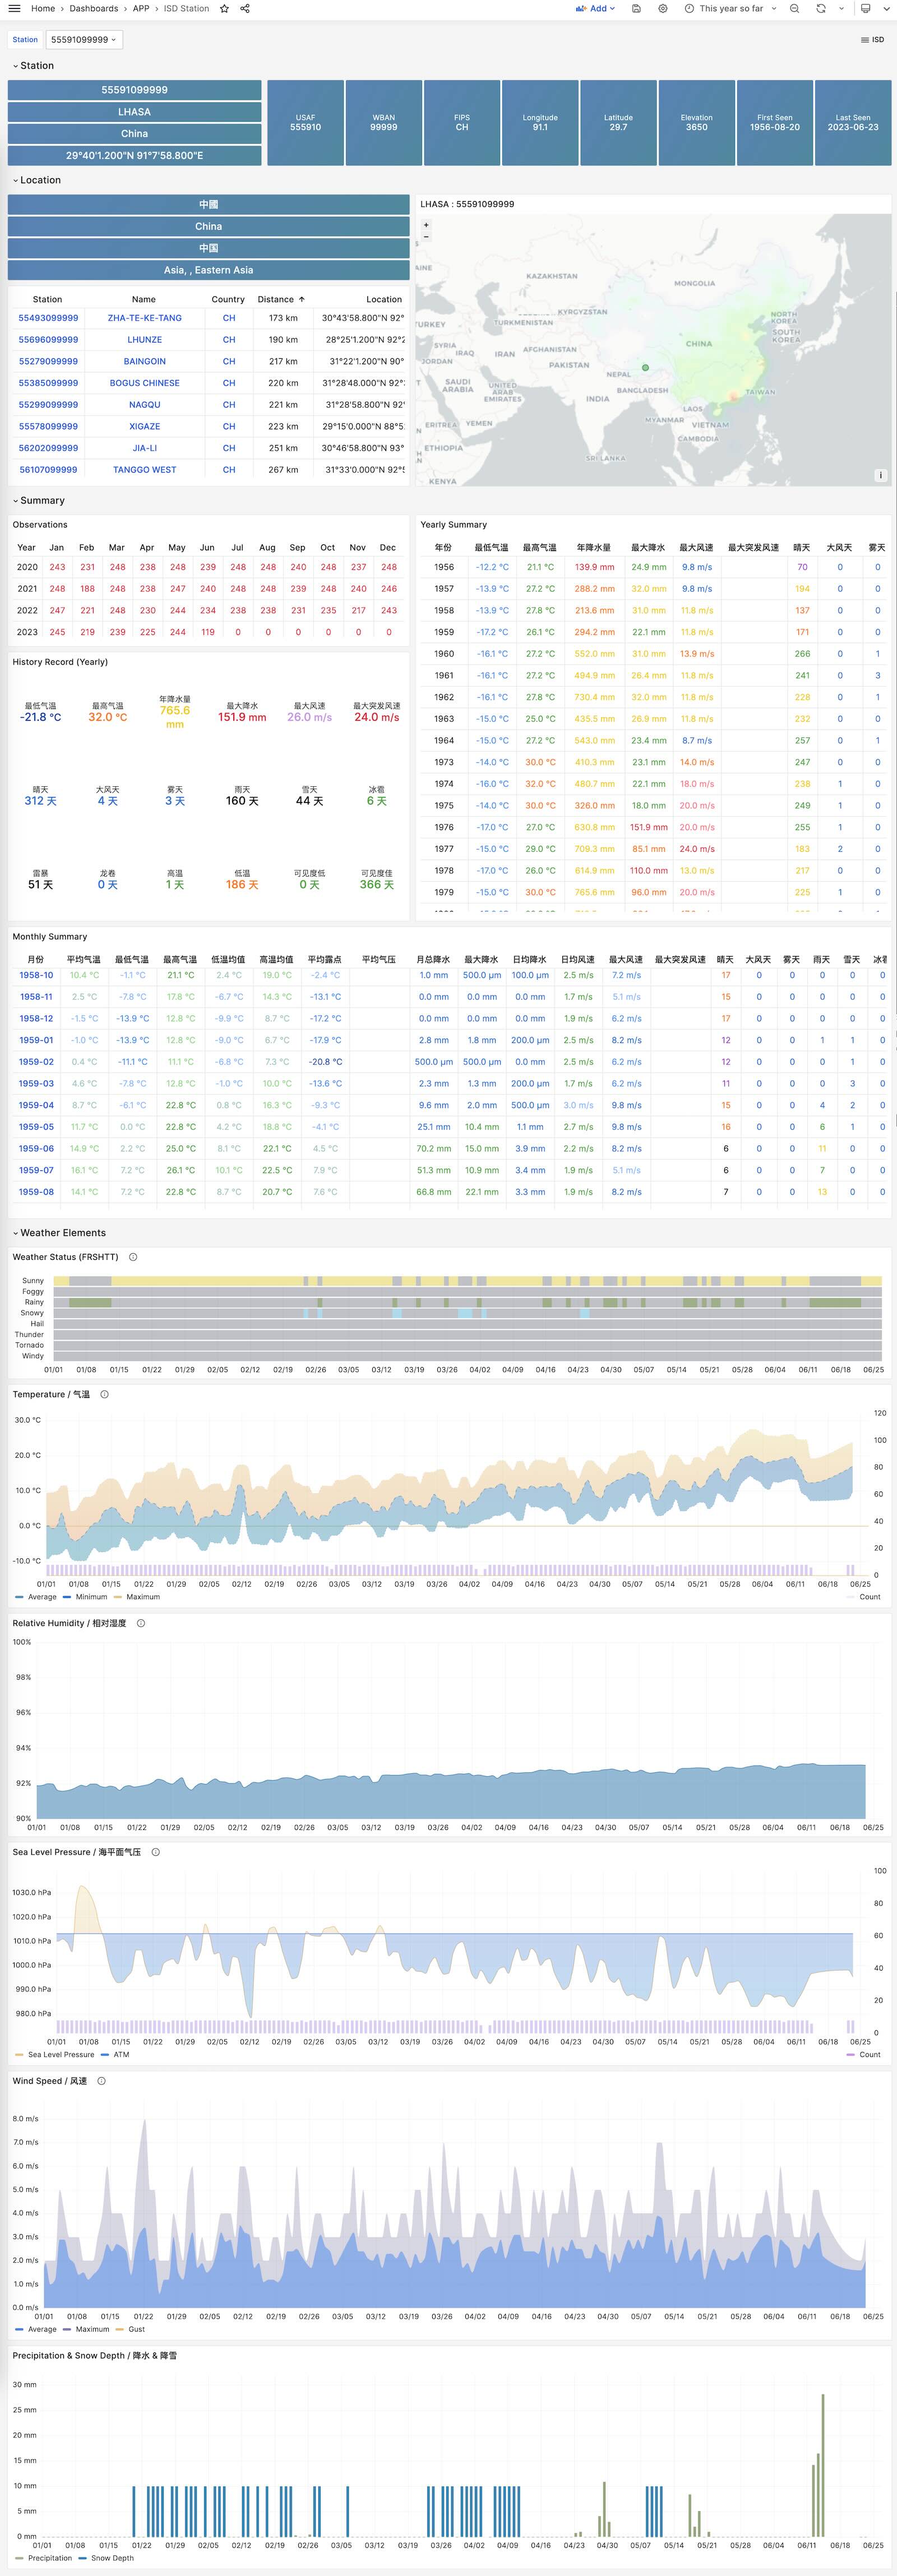 Home › Dashboards › APP › ISD Station Add This year so far
Station 55591099999 ISD
Station
55591099999
LHASA
China
29°40'1.200"N 91°7'58.800"E
USAF WBAN FIPS Longitude Latitude Elevation First Seen Last Seen
555910 99999 CH 91.1 29.7 3650 1956-08-20 2023-06-23
Location
中國
China
中国
Asia, , Eastern Asia
Station Name Country Distance ↑ Location
55493099999 ZHA-TE-KE-TANG CH 173 km 30°43'58.800"N 92°
55696099999 LHUNZE CH 190 km 28°25'1.200"N 92°2
55279099999 BAINGOIN CH 217 km 31°22'1.200"N 90°
55385099999 BOGUS CHINESE CH 220 km 31°28'48.000"N 92°
55299099999 NAGQU CH 221 km 31°28'58.800"N 92°
55578099999 XIGAZE CH 223 km 29°15'0.000"N 88°5
56202099999 JIA-LI CH 251 km 30°46'58.800"N 93°
56107099999 TANGGO WEST CH 267 km 31°33'0.000"N 92°5
LHASA : 55591099999
+
−
AINE
KAZAKHSTAN
MONGOLIA
KYRGYZSTAN
NORTH KOREA
URKEY
TURKMENISTAN
SOUTH KOREA
SYRIA
CHINA
IRAQ IRAN AFGHANISTAN
JORDAN PAKISTAN
NEPAL
SAUDI ARABIA
UNITED ARAB EMIRATES
BANGLADESH
TAIWAN
INDIA
LAOS
ERITREA YEMEN
MYANMAR VIETNAM
CAMBODIA
ETHIOPIA
SRI LANKA
KENYA
i
Summary
Observations
Year Jan Feb Mar Apr May Jun Jul Aug Sep Oct Nov Dec
2020 243 231 248 238 248 239 248 248 240 248 237 248
2021 248 188 248 238 247 240 248 248 239 248 240 246
2022 247 221 248 230 244 234 238 238 231 235 217 243
2023 245 219 239 225 244 119 0 0 0 0 0 0
History Record (Yearly)
最低气温 最高气温 年降水量 最大降水 最大风速 最大突发风速
-21.8 °C 32.0 °C 765.6 mm 151.9 mm 26.0 m/s 24.0 m/s
晴天 大风天 雾天 雨天 雪天 冰雹
312 天 4 天 3 天 160 天 44 天 6 天
雷暴 龙卷 高温 低温 可见度低 可见度佳
51 天 0 天 1 天 186 天 0 天 366 天
Yearly Summary
年份 最低气温 最高气温 年降水量 最大降水 最大风速 最大突发风速 晴天 大风天 雾天
1956 -12.2 °C 21.1 °C 139.9 mm 24.9 mm 9.8 m/s 70 0 0
1957 -13.9 °C 27.2 °C 288.2 mm 32.0 mm 9.8 m/s 194 0 0
1958 -13.9 °C 27.8 °C 213.6 mm 31.0 mm 11.8 m/s 137 0 0
1959 -17.2 °C 26.1 °C 294.2 mm 22.1 mm 11.8 m/s 171 0 0
1960 -16.1 °C 27.2 °C 552.0 mm 31.0 mm 13.9 m/s 266 0 1
1961 -16.1 °C 27.2 °C 494.9 mm 26.4 mm 11.8 m/s 241 0 3
1962 -16.1 °C 27.8 °C 730.4 mm 32.0 mm 11.8 m/s 228 0 1
1963 -15.0 °C 25.0 °C 435.5 mm 26.9 mm 11.8 m/s 232 0 0
1964 -15.0 °C 27.2 °C 543.0 mm 23.4 mm 8.7 m/s 257 0 1
1973 -14.0 °C 30.0 °C 410.3 mm 23.1 mm 14.0 m/s 247 0 0
1974 -16.0 °C 32.0 °C 480.7 mm 22.1 mm 18.0 m/s 238 1 0
1975 -14.0 °C 30.0 °C 326.0 mm 18.0 mm 20.0 m/s 249 1 0
1976 -17.0 °C 27.0 °C 630.8 mm 151.9 mm 20.0 m/s 255 1 0
1977 -15.0 °C 29.0 °C 709.3 mm 85.1 mm 24.0 m/s 183 2 0
1978 -17.0 °C 26.0 °C 614.9 mm 110.0 mm 13.0 m/s 217 0 0
1979 -15.0 °C 30.0 °C 765.6 mm 96.0 mm 20.0 m/s 225 1 0
Monthly Summary
月份 平均气温 最低气温 最高气温 低温均值 高温均值 平均露点 平均气压 月总降水 最大降水 日均降水 日均风速 最大风速 最大突发风速 晴天 大风天 雾天 雨天 雪天 冰雹
1958-10 10.4 °C -1.1 °C 21.1 °C 2.4 °C 19.0 °C -2.4 °C 1.0 mm 500.0 µm 100.0 µm 2.5 m/s 7.2 m/s 17 0 0 0 0 0
1958-11 2.5 °C -7.8 °C 17.8 °C -6.7 °C 14.3 °C -13.1 °C 0.0 mm 0.0 mm 0.0 mm 1.7 m/s 5.1 m/s 15 0 0 0 0 0
1958-12 -1.5 °C -13.9 °C 12.8 °C -9.9 °C 8.7 °C -17.2 °C 0.0 mm 0.0 mm 0.0 mm 1.9 m/s 6.2 m/s 17 0 0 0 0 0
1959-01 -1.0 °C -13.9 °C 12.8 °C -9.0 °C 6.7 °C -17.9 °C 2.8 mm 1.8 mm 200.0 µm 2.5 m/s 8.2 m/s 12 0 0 1 1 0
1959-02 0.4 °C -11.1 °C 11.1 °C -6.8 °C 7.3 °C -20.8 °C 500.0 µm 500.0 µm 0.0 mm 2.5 m/s 6.2 m/s 12 0 0 0 1 0
1959-03 4.6 °C -7.8 °C 12.8 °C -1.0 °C 10.0 °C -13.6 °C 2.3 mm 1.3 mm 200.0 µm 1.7 m/s 6.2 m/s 11 0 0 0 3 0
1959-04 8.7 °C -6.1 °C 22.8 °C 0.8 °C 16.3 °C -9.3 °C 9.6 mm 2.0 mm 500.0 µm 3.0 m/s 9.8 m/s 15 0 0 4 2 0
1959-05 11.7 °C 0.0 °C 22.8 °C 4.2 °C 18.8 °C -4.1 °C 25.1 mm 10.4 mm 1.1 mm 2.7 m/s 9.8 m/s 16 0 0 6 1 0
1959-06 14.9 °C 2.2 °C 25.0 °C 8.1 °C 22.1 °C 4.5 °C 70.2 mm 15.0 mm 3.9 mm 2.2 m/s 8.2 m/s 6 0 0 11 0 0
1959-07 16.1 °C 7.2 °C 26.1 °C 10.1 °C 22.5 °C 7.9 °C 51.3 mm 10.9 mm 3.4 mm 1.9 m/s 5.1 m/s 6 0 0 7 0 0
1959-08 14.1 °C 7.2 °C 22.8 °C 8.7 °C 20.7 °C 7.6 °C 66.8 mm 22.1 mm 3.3 mm 1.9 m/s 8.2 m/s 7 0 0 13 0 0
Weather Elements
Weather Status (FRSHTT)
Sunny
Foggy
Rainy
Snowy
Hail
Thunder
Tornado
Windy
01/01 01/08 01/15 01/22 01/29 02/05 02/12 02/19 02/26 03/05 03/12 03/19 03/26 04/02 04/09 04/16 04/23 04/30 05/07 05/14 05/21 05/28 06/04 06/11 06/18 06/25
Temperature / 气温
30.0 °C 120
20.0 °C 100
10.0 °C 80
0.0 °C 60
-10.0 °C 40
20
0
01/01 01/08 01/15 01/22 01/29 02/05 02/12 02/19 02/26 03/05 03/12 03/19 03/26 04/02 04/09 04/16 04/23 04/30 05/07 05/14 05/21 05/28 06/04 06/11 06/18 06/25
Average Minimum Maximum Count
Relative Humidity / 相对湿度
100%
98%
96%
94%
92%
90%
01/01 01/08 01/15 01/22 01/29 02/05 02/12 02/19 02/26 03/05 03/12 03/19 03/26 04/02 04/09 04/16 04/23 04/30 05/07 05/14 05/21 05/28 06/04 06/11 06/18 06/25
Sea Level Pressure / 海平面气压
1030.0 hPa 100
1020.0 hPa 80
1010.0 hPa 60
1000.0 hPa 40
990.0 hPa 20
980.0 hPa 0
01/01 01/08 01/15 01/22 01/29 02/05 02/12 02/19 02/26 03/05 03/12 03/19 03/26 04/02 04/09 04/16 04/23 04/30 05/07 05/14 05/21 05/28 06/04 06/11 06/18 06/25
Sea Level Pressure ATM Count
Wind Speed / 风速
8.0 m/s
7.0 m/s
6.0 m/s
5.0 m/s
4.0 m/s
3.0 m/s
2.0 m/s
1.0 m/s
0.0 m/s
01/01 01/08 01/15 01/22 01/29 02/05 02/12 02/19 02/26 03/05 03/12 03/19 03/26 04/02 04/09 04/16 04/23 04/30 05/07 05/14 05/21 05/28 06/04 06/11 06/18 06/25
Average Maximum Gust
Precipitation & Snow Depth / 降水 & 降雪
30 mm
25 mm
20 mm
15 mm
10 mm
5 mm
0 mm
01/01 01/08 01/15 01/22 01/29 02/05 02/12 02/19 02/26 03/05 03/12 03/19 03/26 04/02 04/09 04/16 04/23 04/30 05/07 05/14 05/21 05/28 06/04 06/11 06/18 06/25
Precipitation Snow Depth